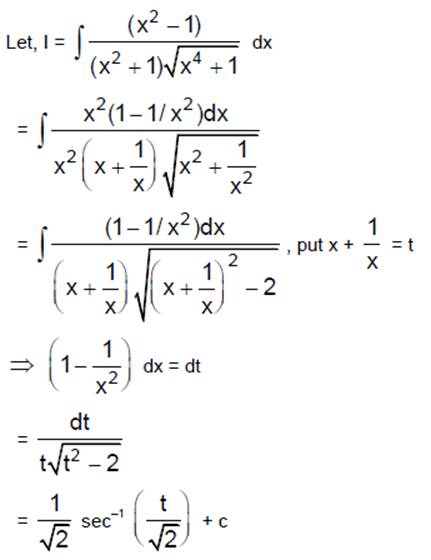 Let, I = ∫ (x² − 1) / ((x² + 1)√(x⁴ + 1)) dx
= ∫ x²(1 − 1/x²)dx / (x²(x + 1/x)√(x² + 1/x²))
= ∫ (1 − 1/x²)dx / ((x + 1/x)√((x + 1/x)² − 2)) , put x + 1/x = t
⇒ (1 − 1/x²) dx = dt
= dt / (t√(t² − 2))
= 1/√2 sec⁻¹ (t/√2) + c